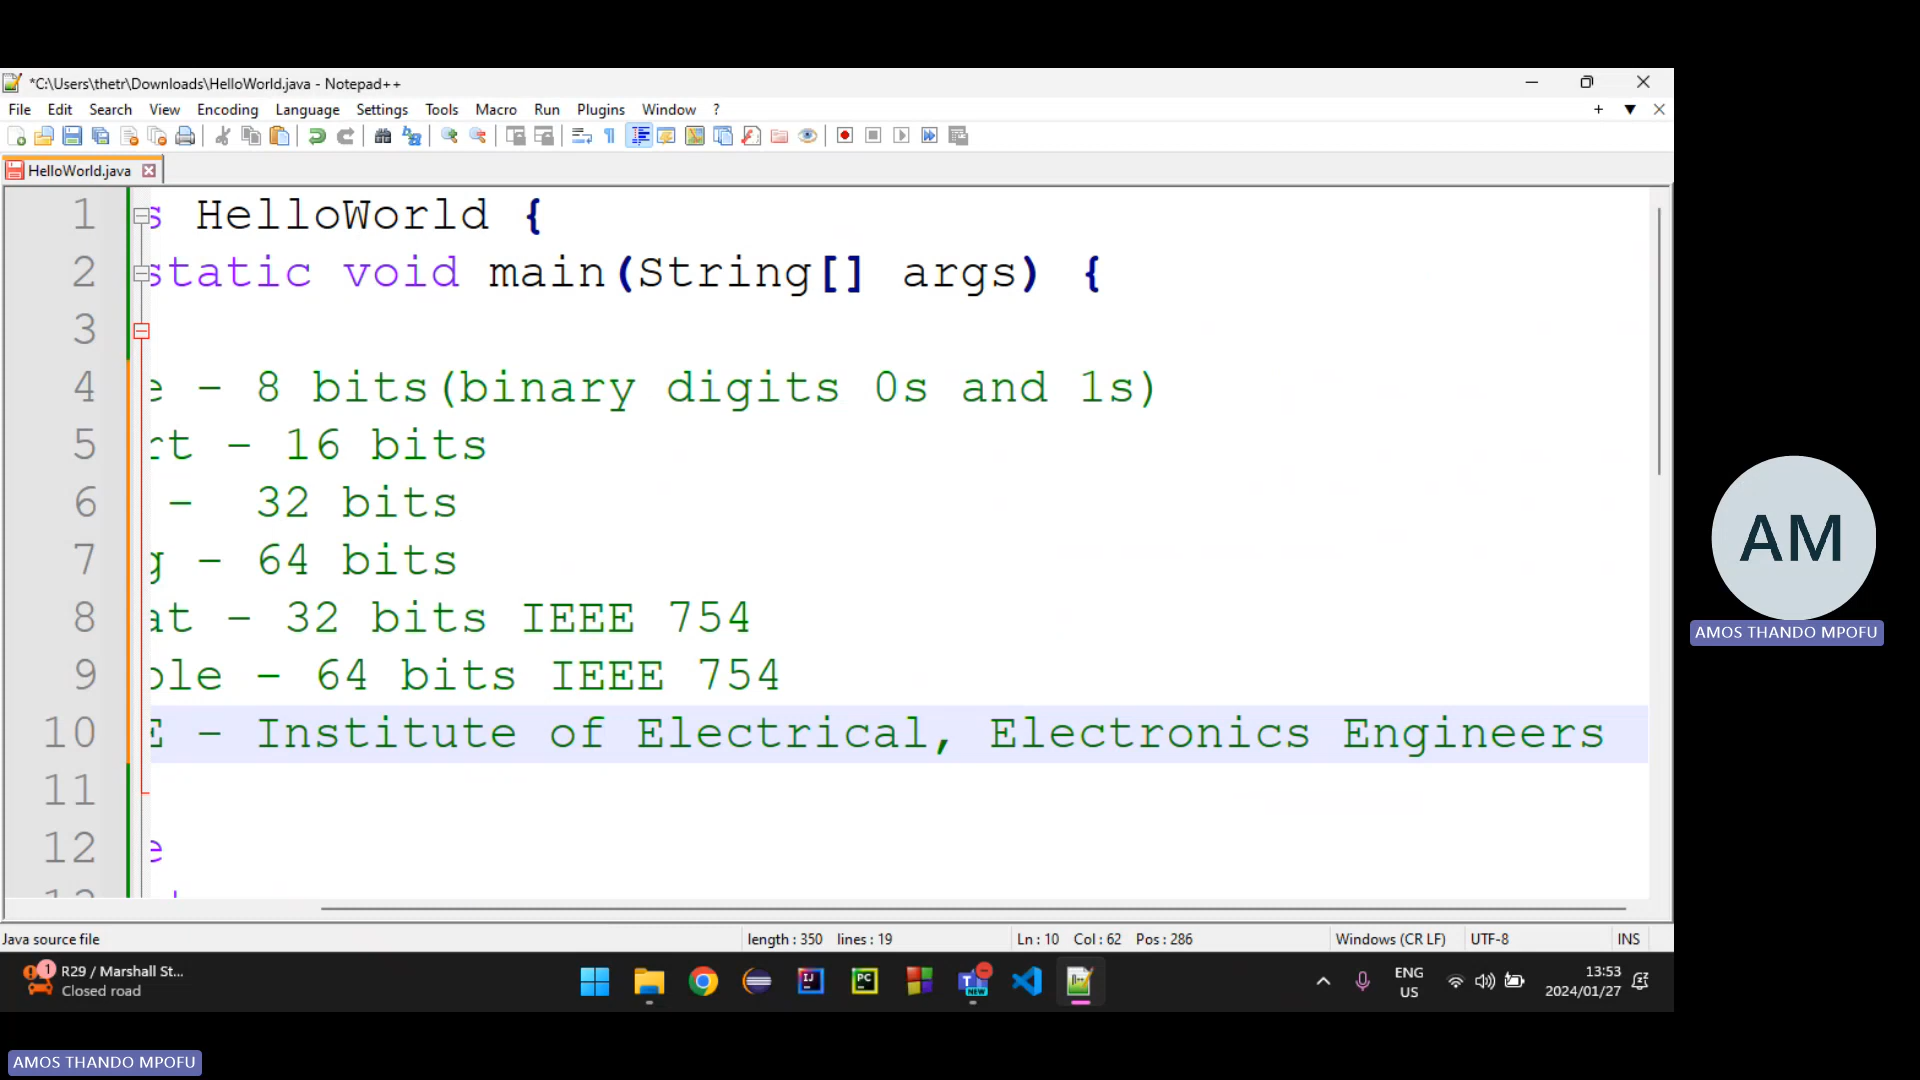 *C:\Users\thetr\Downloads\HelloWorld.java - Notepad++
File Edit Search View Encoding Language Settings Tools Macro Run Plugins Window ?
HelloWorld.java
1 s HelloWorld {
2 static void main(String[] args) {
3
4 e - 8 bits(binary digits 0s and 1s)
5 rt - 16 bits
6 - 32 bits
7 g - 64 bits
8 at - 32 bits IEEE 754
9 ble - 64 bits IEEE 754
10 E - Institute of Electrical, Electronics Engineers
11
12 e
Java source file length : 350 lines : 19 Ln : 10 Col : 62 Pos : 286 Windows (CR LF) UTF-8 INS
1 R29 / Marshall St...
Closed road
ENG
US
13:53
2024/01/27
AM
AMOS THANDO MPOFU
AMOS THANDO MPOFU